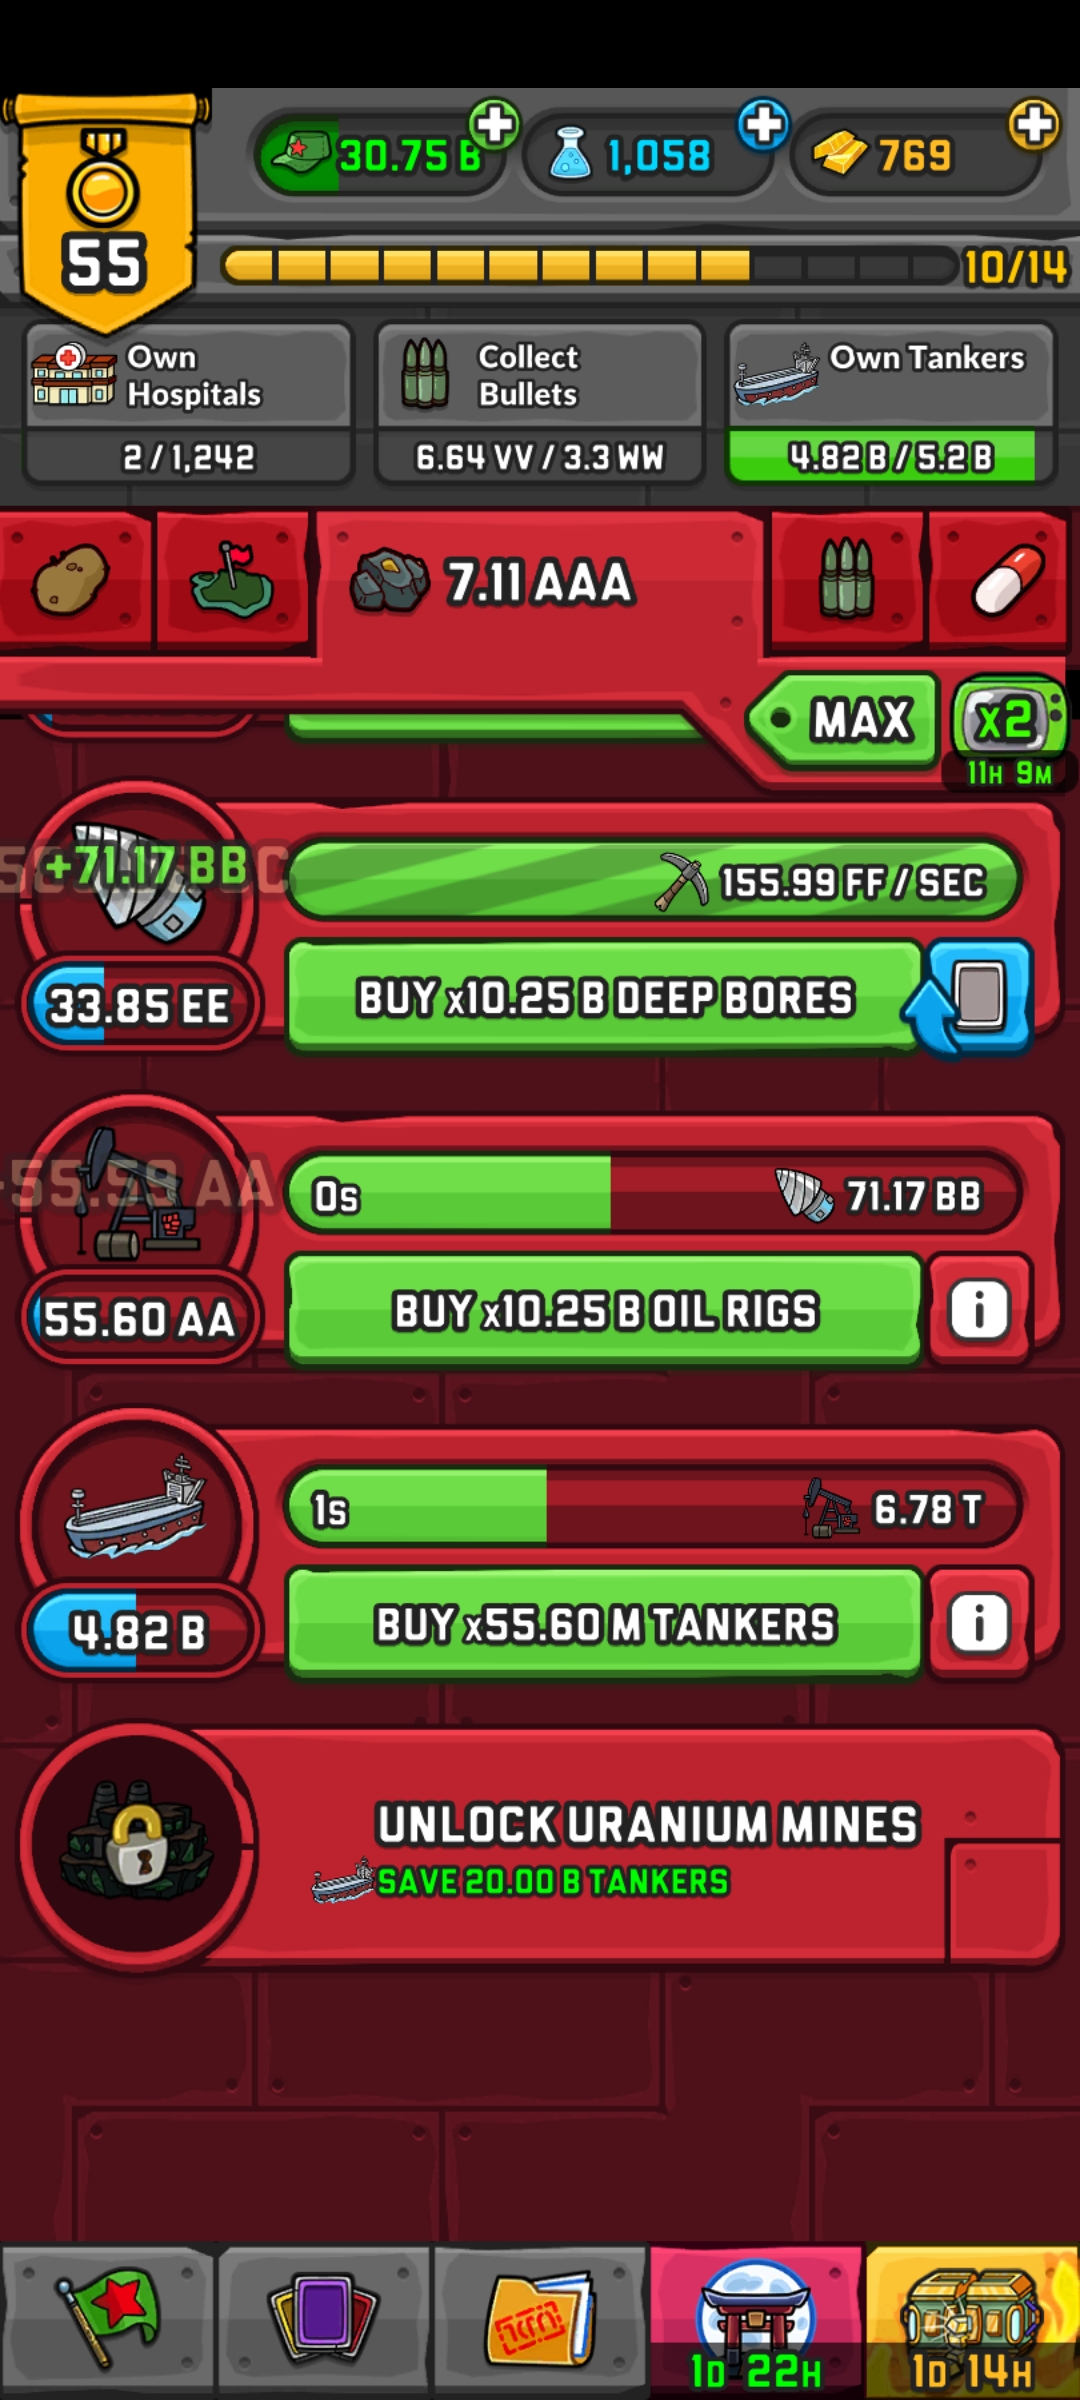 30.75 B
1,058
769
55
10/14
Own
Hospitals
2 / 1,242
Collect
Bullets
6.64 VV / 3.3 WW
Own Tankers
4.82 B / 5.2 B
7.11 AAA
MAX
x2
11H 9M
+71.17 BB
155.99 FF / SEC
33.85 EE
BUY x10.25 B DEEP BORES
55.59 AA
0s
71.17 BB
55.60 AA
BUY x10.25 B OIL RIGS
i
1s
6.78 T
4.82 B
BUY x55.60 M TANKERS
i
UNLOCK URANIUM MINES
SAVE 20.00 B TANKERS
1D 22H
1D 14H